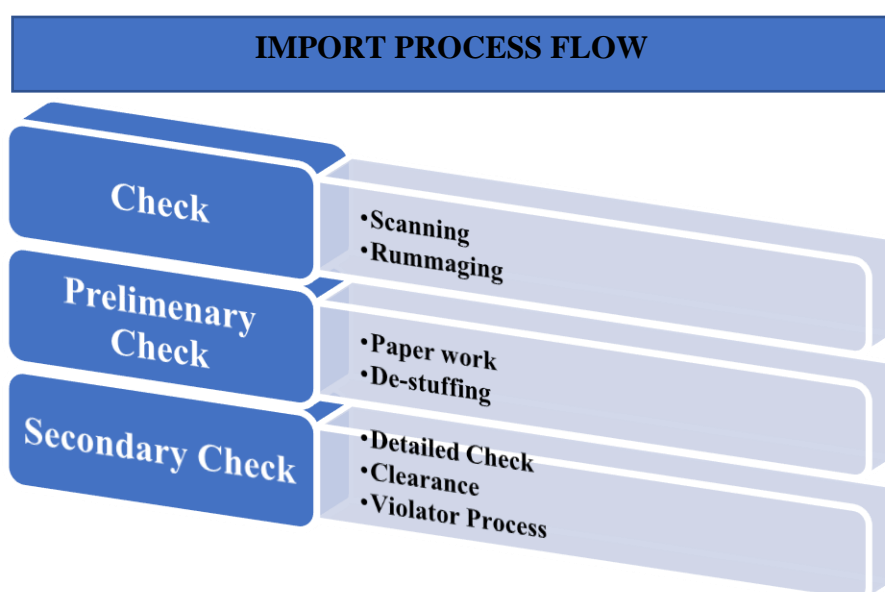 IMPORT PROCESS FLOW
Check
•Scanning
•Rummaging
Prelimenary
Check
•Paper work
•De-stuffing
Secondary Check
•Detailed Check
•Clearance
•Violator Process